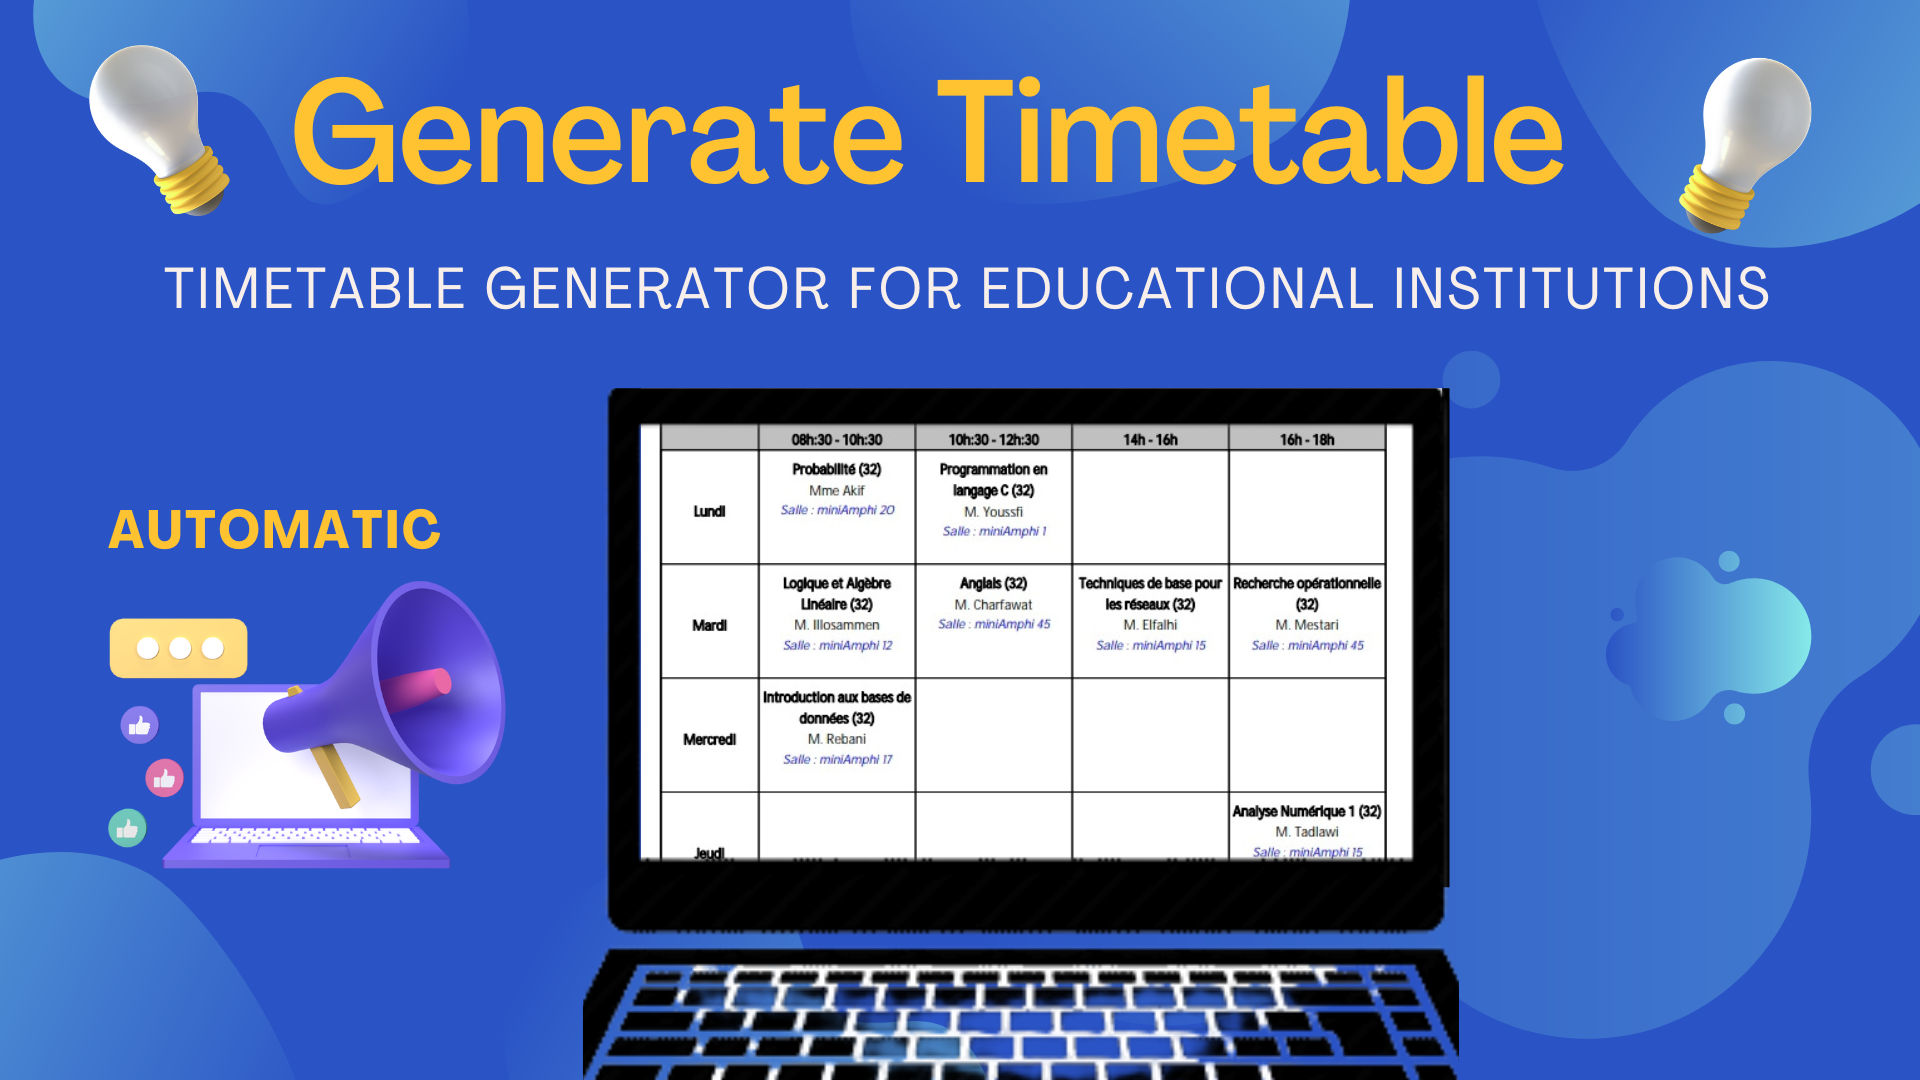 Generate Timetable
TIMETABLE GENERATOR FOR EDUCATIONAL INSTITUTIONS
AUTOMATIC
08h:30 - 10h:30
10h:30 - 12h:30
14h - 16h
16h - 18h
Lundi
Probabilité (32)
Mme Akif
Salle : miniAmphi 20
Programmation en
langage C (32)
M. Youssfi
Salle : miniAmphi 1
Mardi
Logique et Algèbre
Linéaire (32)
M. Illosammen
Salle : miniAmphi 12
Anglais (32)
M. Charfawat
Salle : miniAmphi 45
Techniques de base pour
les réseaux (32)
M. Elfalhi
Salle : miniAmphi 15
Recherche opérationnelle
(32)
M. Mestari
Salle : miniAmphi 45
Mercredi
Introduction aux bases de
données (32)
M. Rebani
Salle : miniAmphi 17
Jeudi
Analyse Numérique 1 (32)
M. Tadlawi
Salle : miniAmphi 15